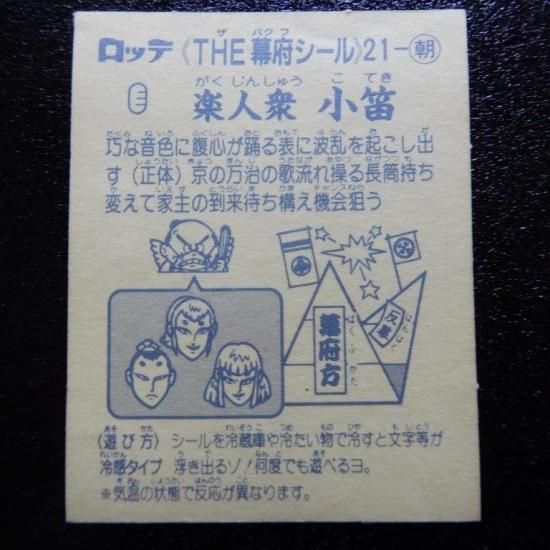 ロッテ《THE幕府シール》21-朝
楽人衆 小笛
巧な音色に腹心が踊る表に波乱を起こし出
す(正体)京の万治の歌流れ操る長筒持ち
変えて家主の到来待ち構え機会狙う
幕府方
反幕
(遊び方) シールを冷蔵庫や冷たい物で冷すと文字等が
冷感タイプ 浮き出るゾ!何度でも遊べるヨ。
※気温の状態で反応が異なります。